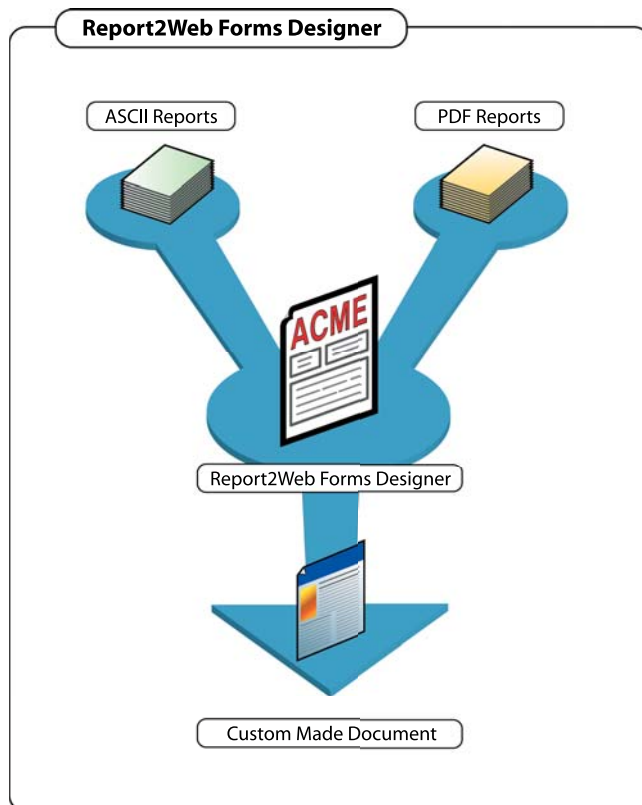 Report2Web Forms Designer
ASCII Reports
PDF Reports
ACME
Report2Web Forms Designer
Custom Made Document